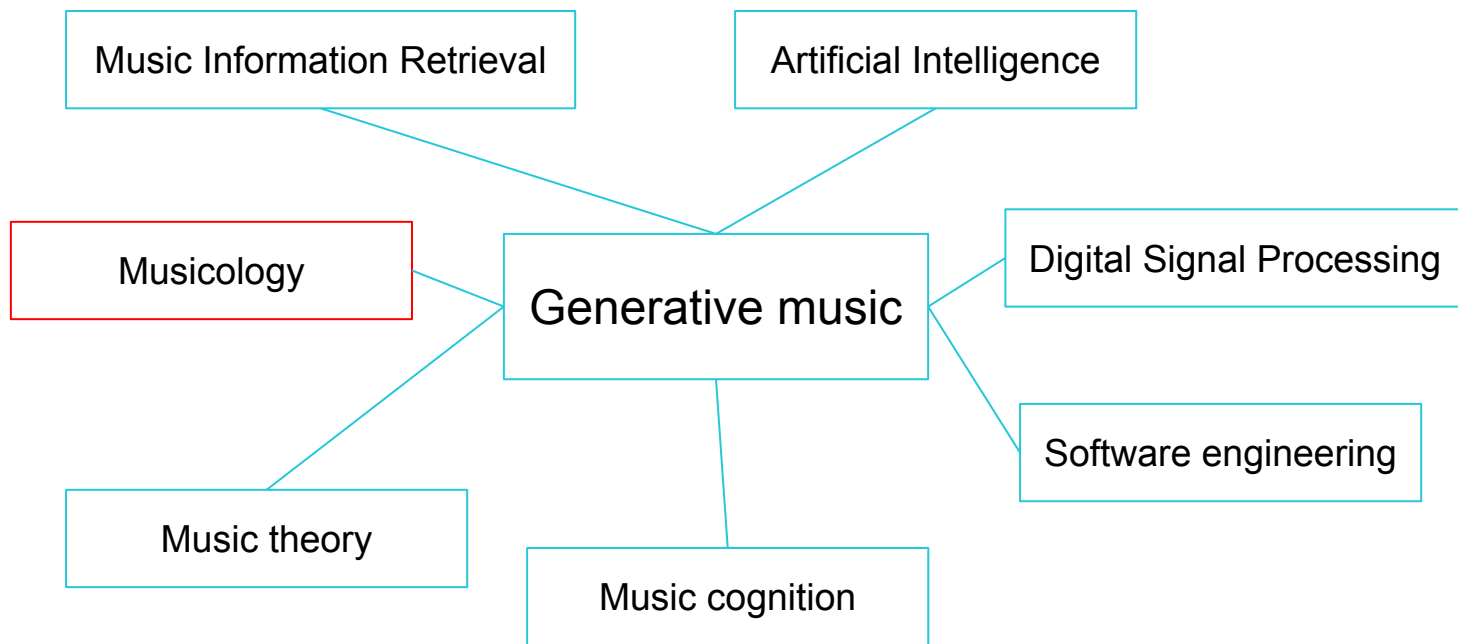 Music Information Retrieval
Artificial Intelligence
Musicology
Generative music
Digital Signal Processing
Software engineering
Music theory
Music cognition